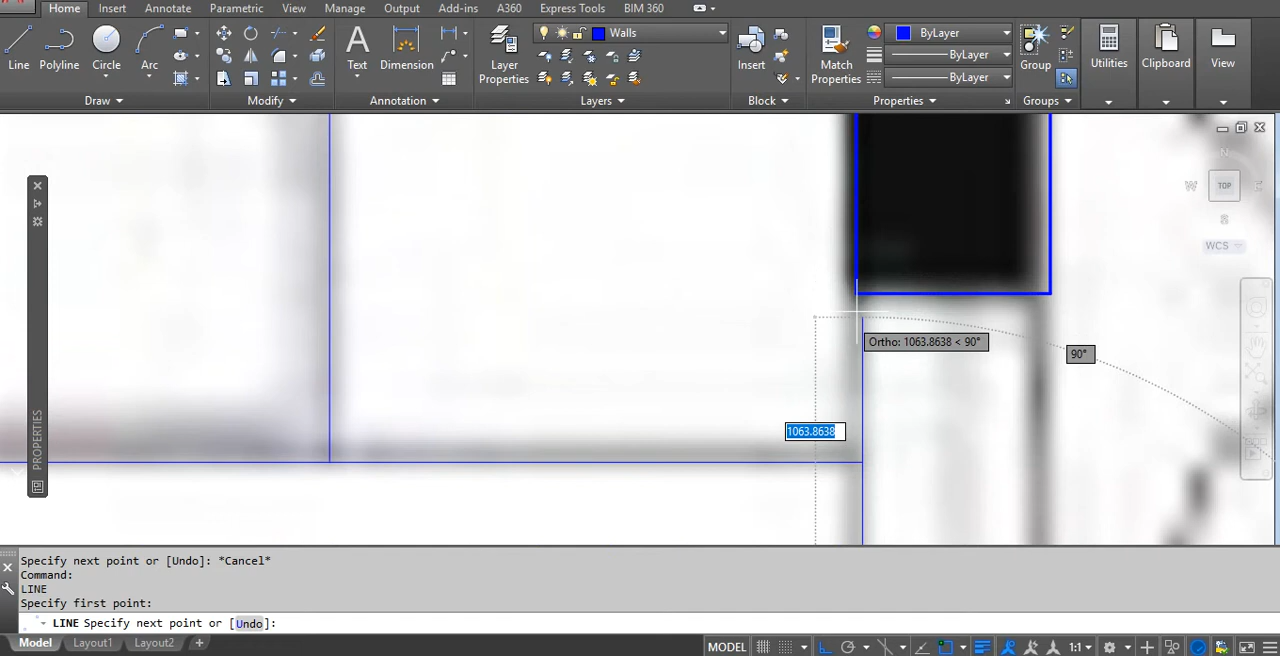 Home Insert Annotate Parametric View Manage Output Add-ins A360 Express Tools BIM 360
Line Polyline Circle Arc
Text Dimension
Layer Properties
Walls
Insert
Match Properties
ByLayer
ByLayer
ByLayer
Group
Utilities
Clipboard
View
Draw Modify Annotation Layers Block Properties Groups
N
W TOP E
S
WCS
PROPERTIES
Ortho: 1063.8638 < 90°
90°
1063.8638
Specify next point or [Undo]: *Cancel*
Command:
LINE
Specify first point:
LINE Specify next point or [Undo]:
Model Layout1 Layout2 +
MODEL 1:1